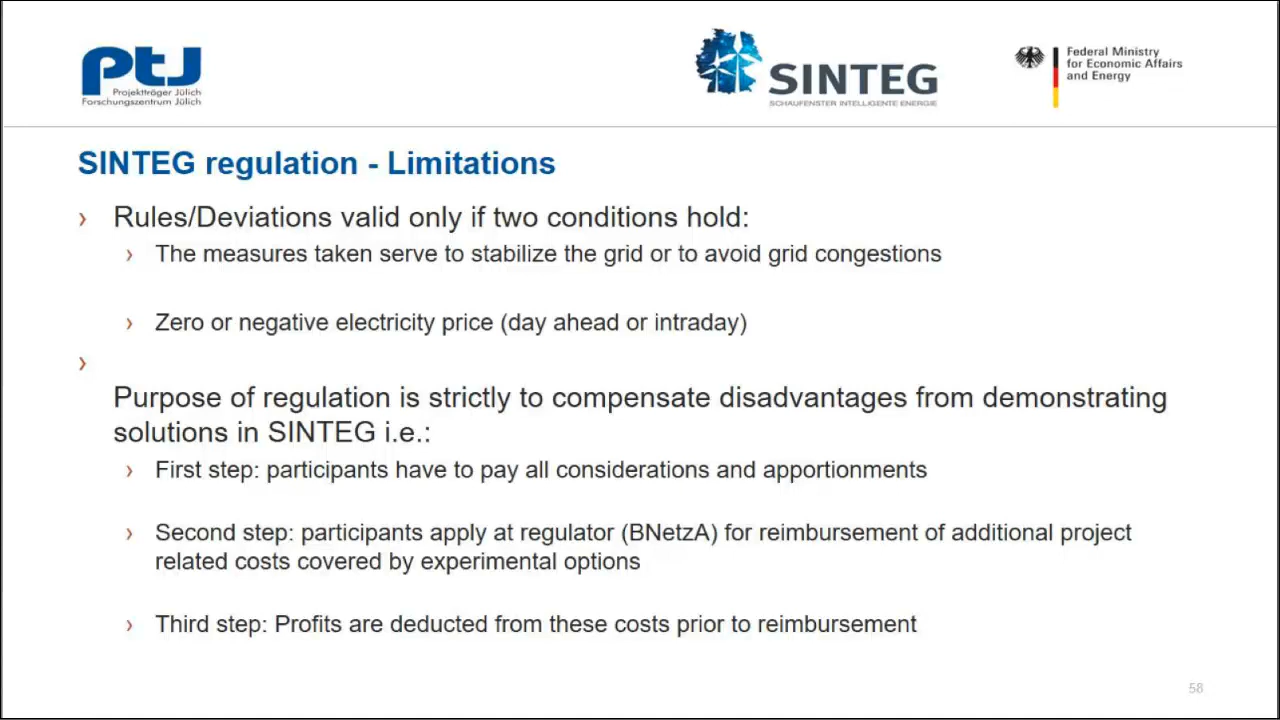 ptJ
Projektträger Jülich
Forschungszentrum Jülich
SINTEG
SCHAUFENSTER INTELLIGENTE ENERGIE
Federal Ministry
for Economic Affairs
and Energy
SINTEG regulation - Limitations
› Rules/Deviations valid only if two conditions hold:
› The measures taken serve to stabilize the grid or to avoid grid congestions
› Zero or negative electricity price (day ahead or intraday)
›
Purpose of regulation is strictly to compensate disadvantages from demonstrating
solutions in SINTEG i.e.:
› First step: participants have to pay all considerations and apportionments
› Second step: participants apply at regulator (BNetzA) for reimbursement of additional project
related costs covered by experimental options
› Third step: Profits are deducted from these costs prior to reimbursement
58